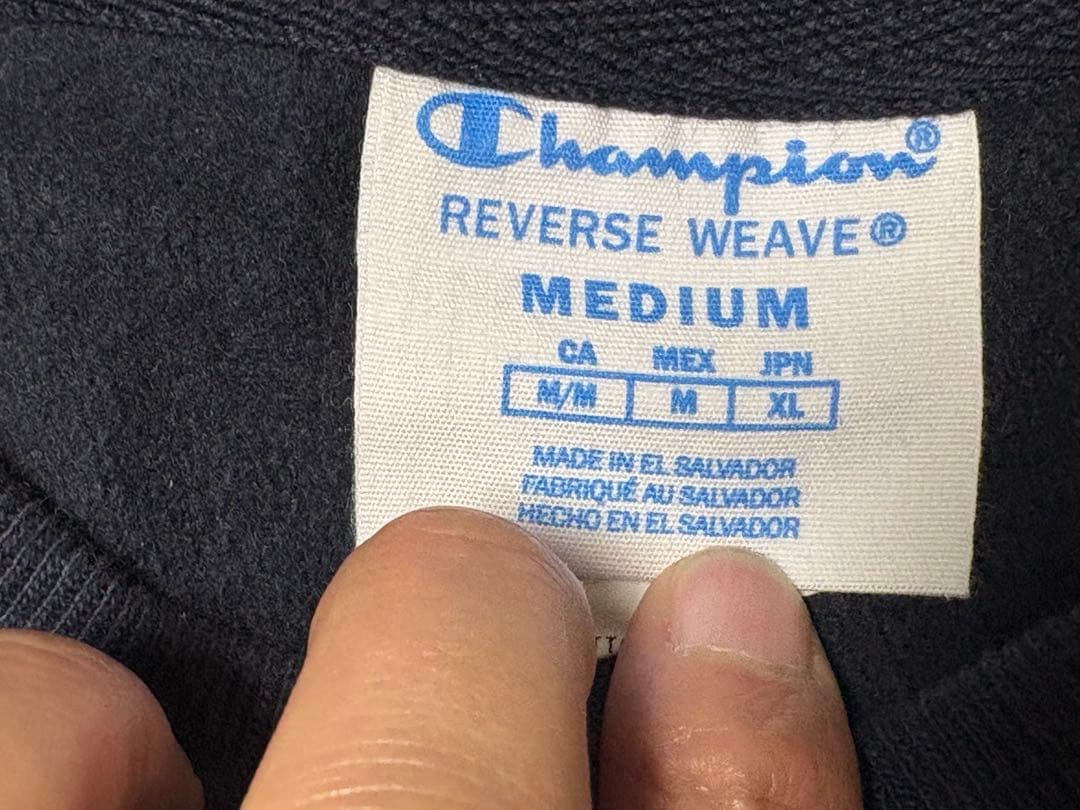 Champion®
REVERSE WEAVE®
MEDIUM
CA MEX JPN
M/M M XL
MADE IN EL SALVADOR
FABRIQUÉ AU SALVADOR
HECHO EN EL SALVADOR